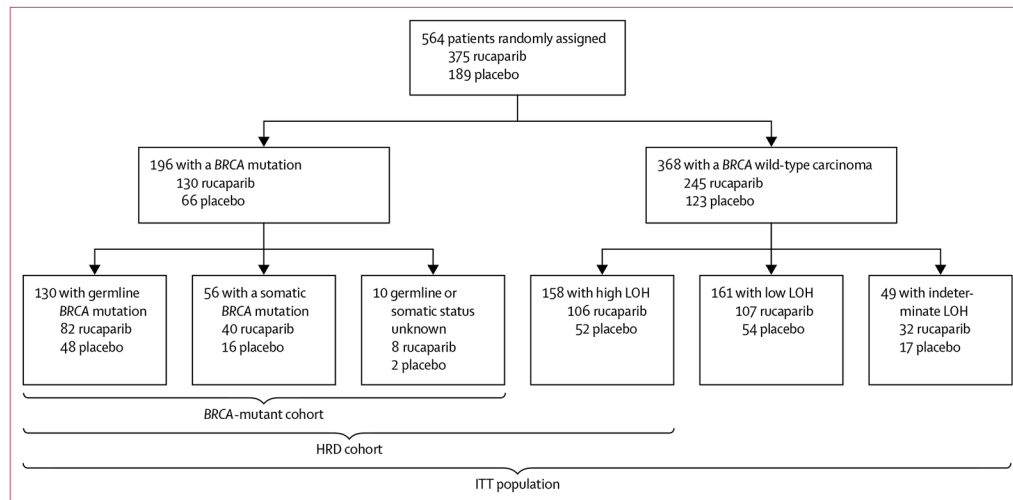 564 patients randomly assigned
375 rucaparib
189 placebo
196 with a BRCA mutation
130 rucaparib
66 placebo
368 with a BRCA wild-type carcinoma
245 rucaparib
123 placebo
130 with germline
BRCA mutation
82 rucaparib
48 placebo
56 with a somatic
BRCA mutation
40 rucaparib
16 placebo
10 germline or
somatic status
unknown
8 rucaparib
2 placebo
158 with high LOH
106 rucaparib
52 placebo
161 with low LOH
107 rucaparib
54 placebo
49 with indeter-
minate LOH
32 rucaparib
17 placebo
BRCA-mutant cohort
HRD cohort
ITT population